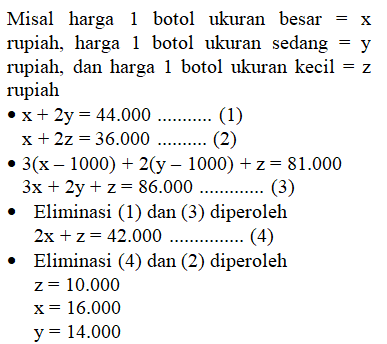 Misal harga 1 botol ukuran besar = x
rupiah, harga 1 botol ukuran sedang = y
rupiah, dan harga 1 botol ukuran kecil = z
rupiah
• x + 2y = 44.000 ........... (1)
x + 2z = 36.000 .......... (2)
• 3(x – 1000) + 2(y – 1000) + z = 81.000
3x + 2y + z = 86.000 ............. (3)
• Eliminasi (1) dan (3) diperoleh
2x + z = 42.000 ............... (4)
• Eliminasi (4) dan (2) diperoleh
z = 10.000
x = 16.000
y = 14.000